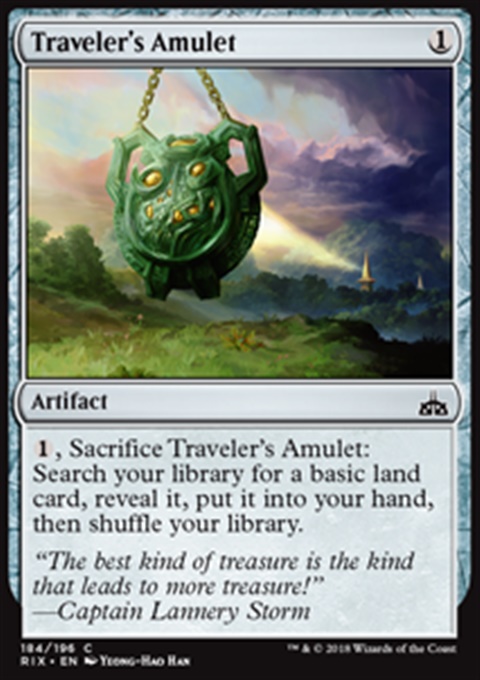 Traveler's Amulet 1
Artifact
1, Sacrifice Traveler's Amulet:
Search your library for a basic land
card, reveal it, put it into your hand,
then shuffle your library.
"The best kind of treasure is the kind
that leads to more treasure!"
—Captain Lannery Storm
184/196 C
RIX • EN Yeong-Hao Han
™ & © 2018 Wizards of the Coast